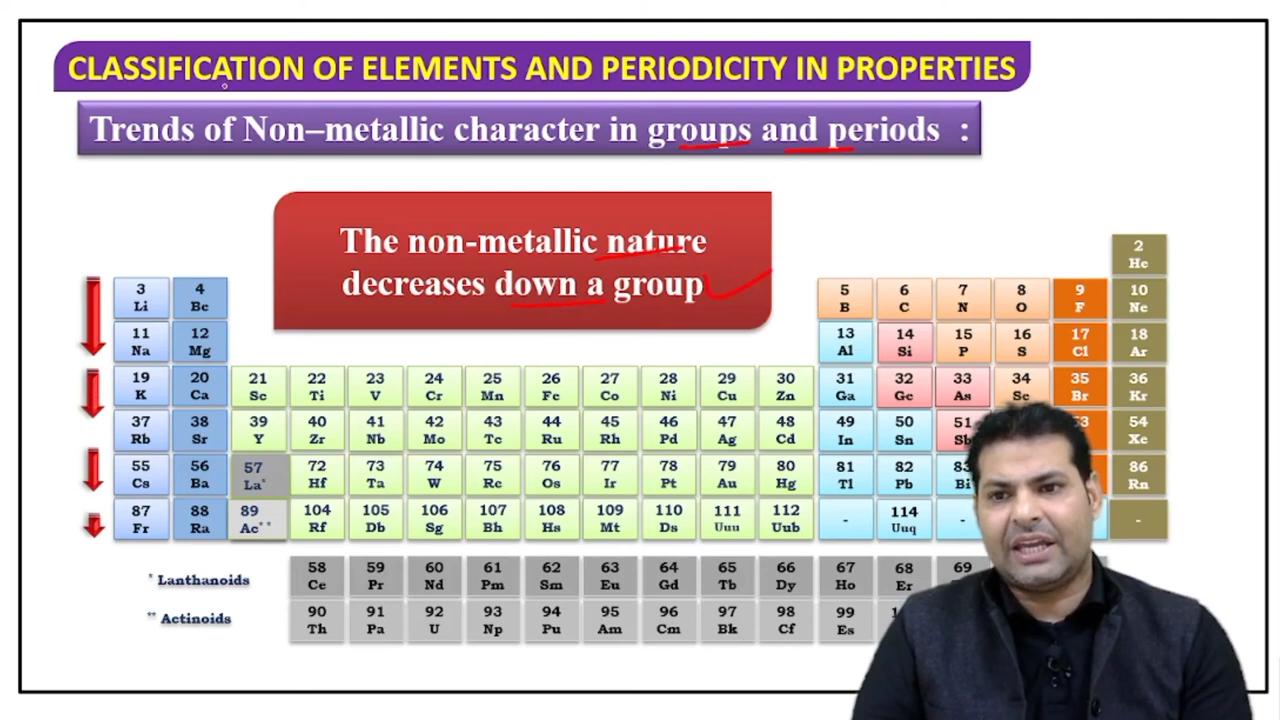 CLASSIFICATION OF ELEMENTS AND PERIODICITY IN PROPERTIES
Trends of Non–metallic character in groups and periods :
The non-metallic nature
decreases down a group
2
He
3 4 5 6 7 8 9 10
Li Be B C N O F Ne
11 12 13 14 15 16 17 18
Na Mg Al Si P S Cl Ar
19 20 21 22 23 24 25 26 27 28 29 30 31 32 33 34 35 36
K Ca Sc Ti V Cr Mn Fe Co Ni Cu Zn Ga Ge As Se Br Kr
37 38 39 40 41 42 43 44 45 46 47 48 49 50 51 54
Rb Sr Y Zr Nb Mo Tc Ru Rh Pd Ag Cd In Sn Sb Xe
55 56 57 72 73 74 75 76 77 78 79 80 81 82 83 86
Cs Ba La* Hf Ta W Re Os Ir Pt Au Hg Tl Pb Bi Rn
87 88 89 104 105 106 107 108 109 110 111 112 - 114 - -
Fr Ra Ac** Rf Db Sg Bh Hs Mt Ds Uuu Uub Uuq
* Lanthanoids 58 59 60 61 62 63 64 65 66 67 68 69
Ce Pr Nd Pm Sm Eu Gd Tb Dy Ho Er
** Actinoids 90 91 92 93 94 95 96 97 98 99
Th Pa U Np Pu Am Cm Bk Cf Es